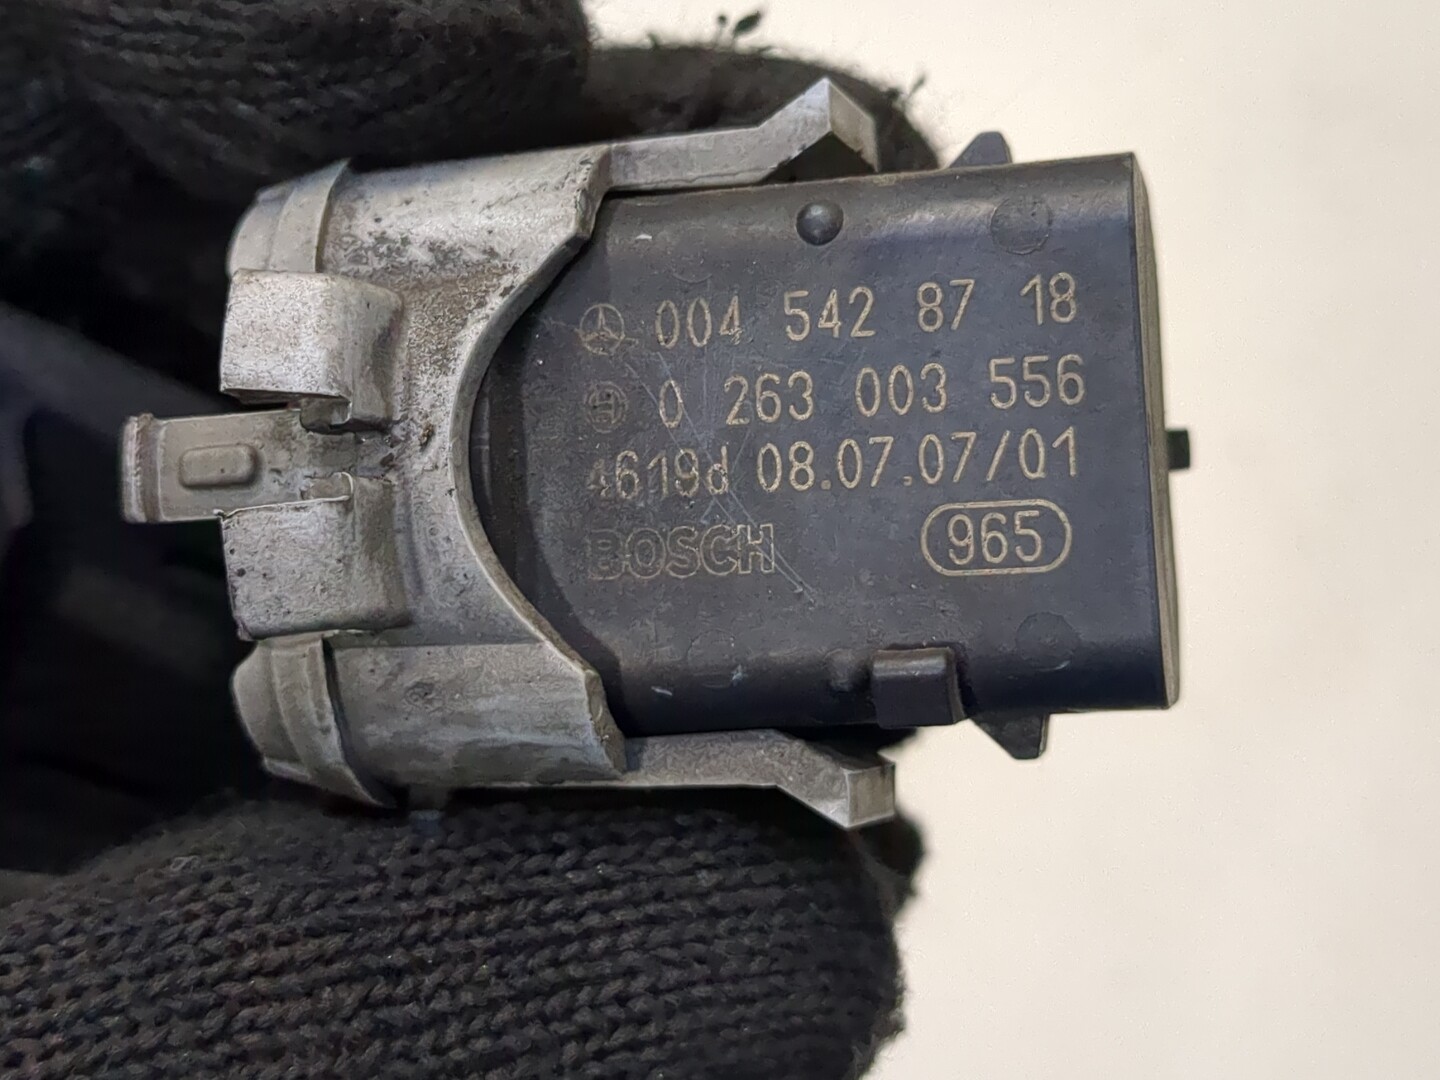 004 542 87 18
0 263 003 556
4619d 08.07.07/01
BOSCH 965